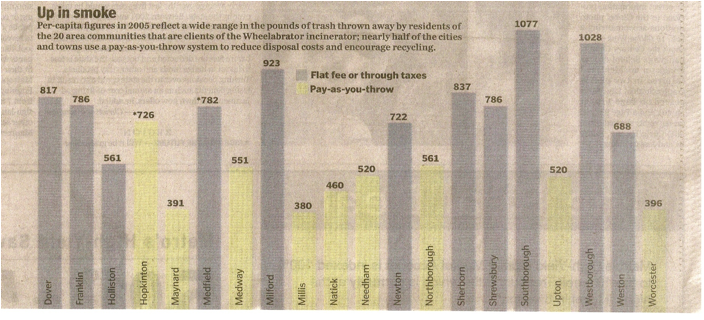 Up in smoke
Per-capita figures in 2005 reflect a wide range in the pounds of trash thrown away by residents of
the 20 area communities that are clients of the Wheelabrator incinerator; nearly half of the cities
and towns use a pay-as-you-throw system to reduce disposal costs and encourage recycling.
Flat fee or through taxes
Pay-as-you-throw
817
786
561
*726
391
*782
551
923
380
460
520
722
561
837
786
1077
520
1028
688
396
Dover
Franklin
Holliston
Hopkinton
Maynard
Medfield
Medway
Milford
Millis
Natick
Needham
Newton
Northborough
Sherborn
Shrewsbury
Southborough
Upton
Westborough
Weston
Worcester